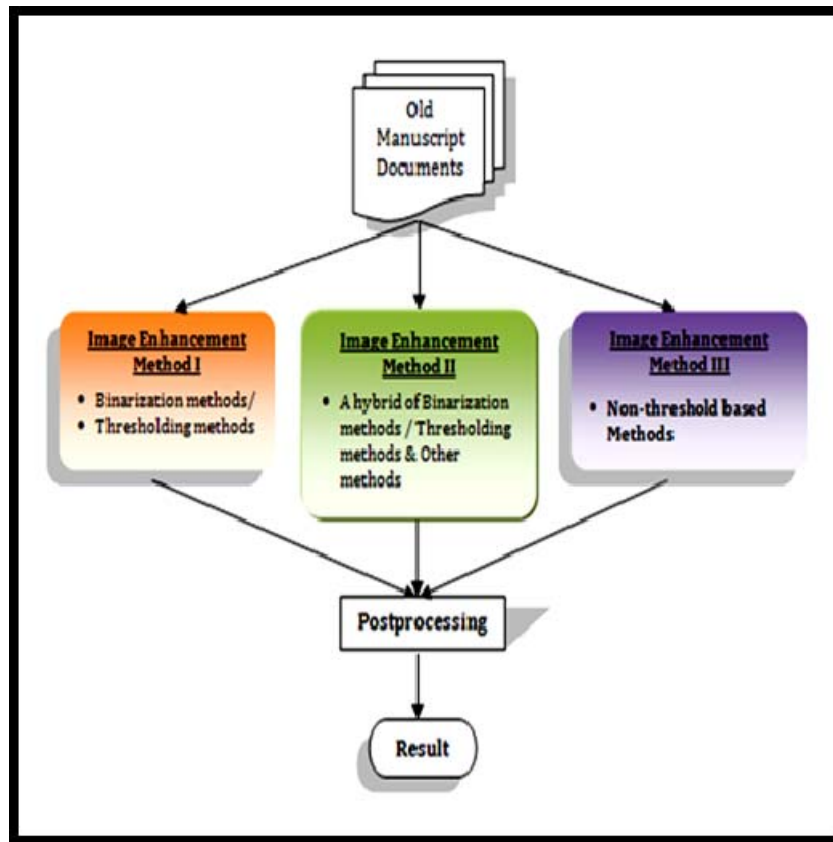 Old
Manuscript
Documents
Image Enhancement
Method I
• Binarization methods/
• Thresholding methods
Image Enhancement
Method II
• A hybrid of Binarization
methods / Thresholding
methods & Other
methods
Image Enhancement
Method III
• Non-threshold based
Methods
Postprocessing
Result